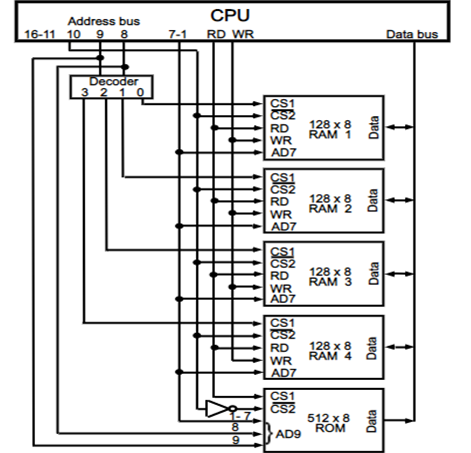 CPU
Address bus
16-11 10 9 8 7-1 RD WR Data bus
Decoder
3 2 1 0
CS1
CS2
RD
WR
AD7
128 x 8
RAM 1
Data
CS1
CS2
RD
WR
AD7
128 x 8
RAM 2
Data
CS1
CS2
RD
WR
AD7
128 x 8
RAM 3
Data
CS1
CS2
RD
WR
AD7
128 x 8
RAM 4
Data
CS1
CS2
1- 7
8
9
AD9
512 x 8
ROM
Data